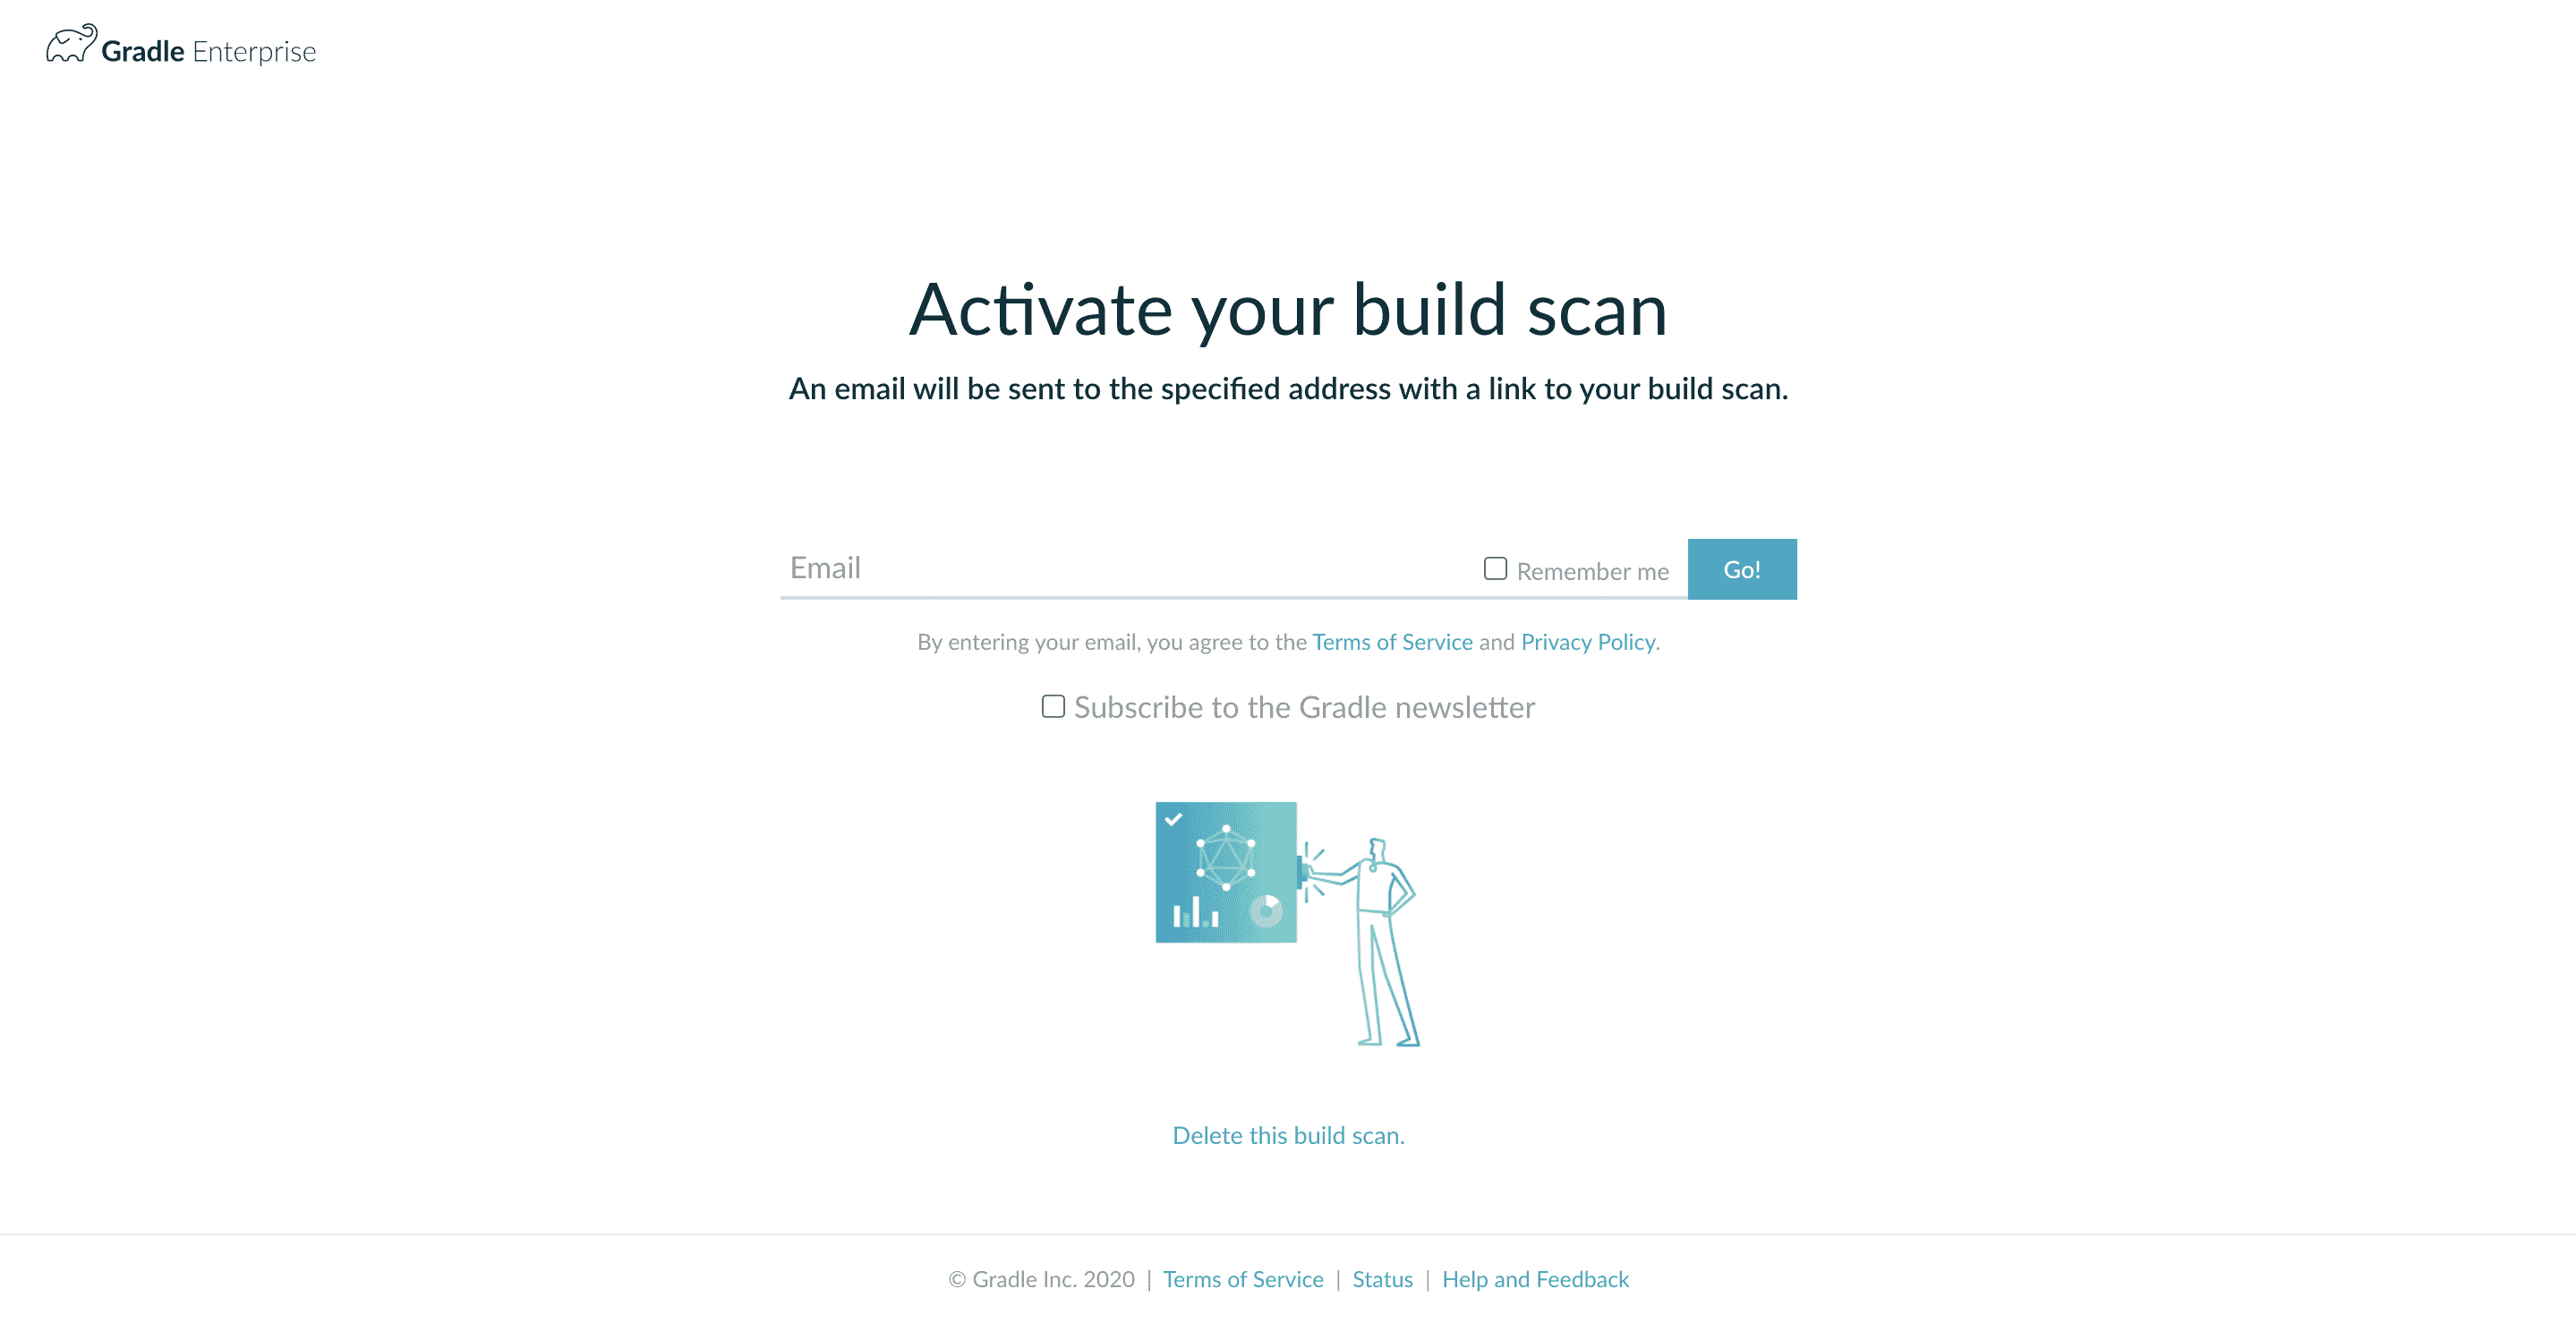 Gradle Enterprise
Activate your build scan
An email will be sent to the specified address with a link to your build scan.
Email
Remember me
Go!
By entering your email, you agree to the Terms of Service and Privacy Policy.
Subscribe to the Gradle newsletter
Delete this build scan.
© Gradle Inc. 2020 | Terms of Service | Status | Help and Feedback